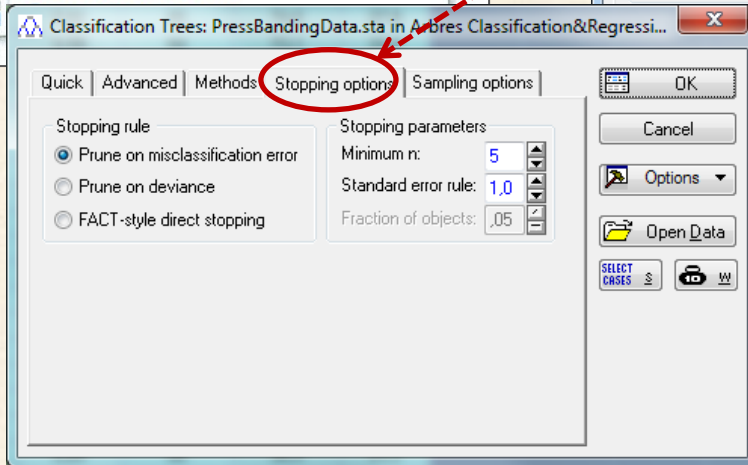 Classification Trees: PressBandingData.sta in Arbres Classification&Regressi...
Quick Advanced Methods Stopping options Sampling options
Stopping rule
Prune on misclassification error
Prune on deviance
FACT-style direct stopping
Stopping parameters
Minimum n: 5
Standard error rule: 1,0
Fraction of objects: ,05
OK
Cancel
Options
Open Data
SELECT CASES S
W